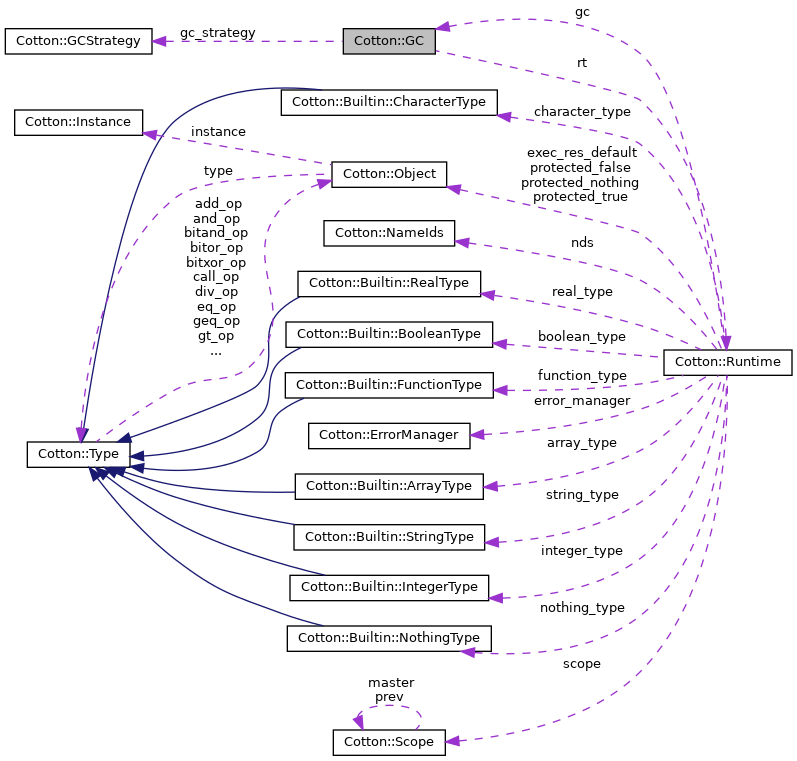 gc
Cotton::GCStrategy
gc_strategy
Cotton::GC
rt
Cotton::Builtin::CharacterType
character_type
Cotton::Instance
instance
exec_res_default
protected_false
protected_nothing
protected_true
type
Cotton::Object
add_op
and_op
bitand_op
bitor_op
bitxor_op
call_op
div_op
eq_op
geq_op
gt_op
...
Cotton::NameIds
nds
Cotton::Builtin::RealType
real_type
Cotton::Builtin::BooleanType
boolean_type
Cotton::Runtime
Cotton::Builtin::FunctionType
function_type
error_manager
Cotton::ErrorManager
array_type
Cotton::Type
Cotton::Builtin::ArrayType
string_type
Cotton::Builtin::StringType
integer_type
Cotton::Builtin::IntegerType
nothing_type
Cotton::Builtin::NothingType
scope
master
prev
Cotton::Scope